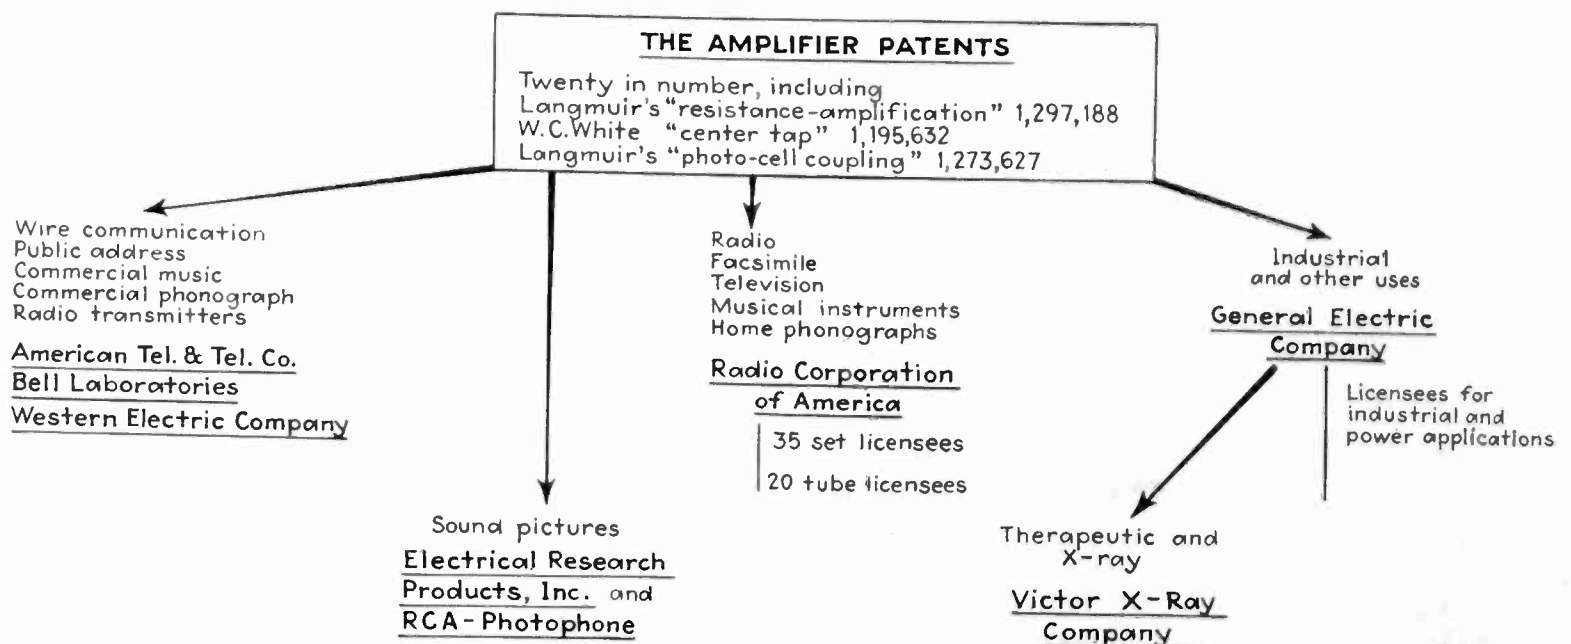 THE AMPLIFIER PATENTS
Twenty in number, including
Langmuir's "resistance-amplification" 1,297,188
W.C.White "center tap" 1,195,632
Langmuir's "photo-cell coupling" 1,273,627
Wire communication
Public address
Commercial music
Commercial phonograph
Radio transmitters
American Tel. & Tel. Co.
Bell Laboratories
Western Electric Company
Sound pictures
Electrical Research
Products, Inc. and
RCA-Photophone
Radio
Facsimile
Television
Musical instruments
Home phonographs
Radio Corporation
of America
35 set licensees
20 tube licensees
Industrial
and other uses
General Electric
Company
Licensees for
industrial and
power applications
Therapeutic and
X-ray
Victor X-Ray
Company